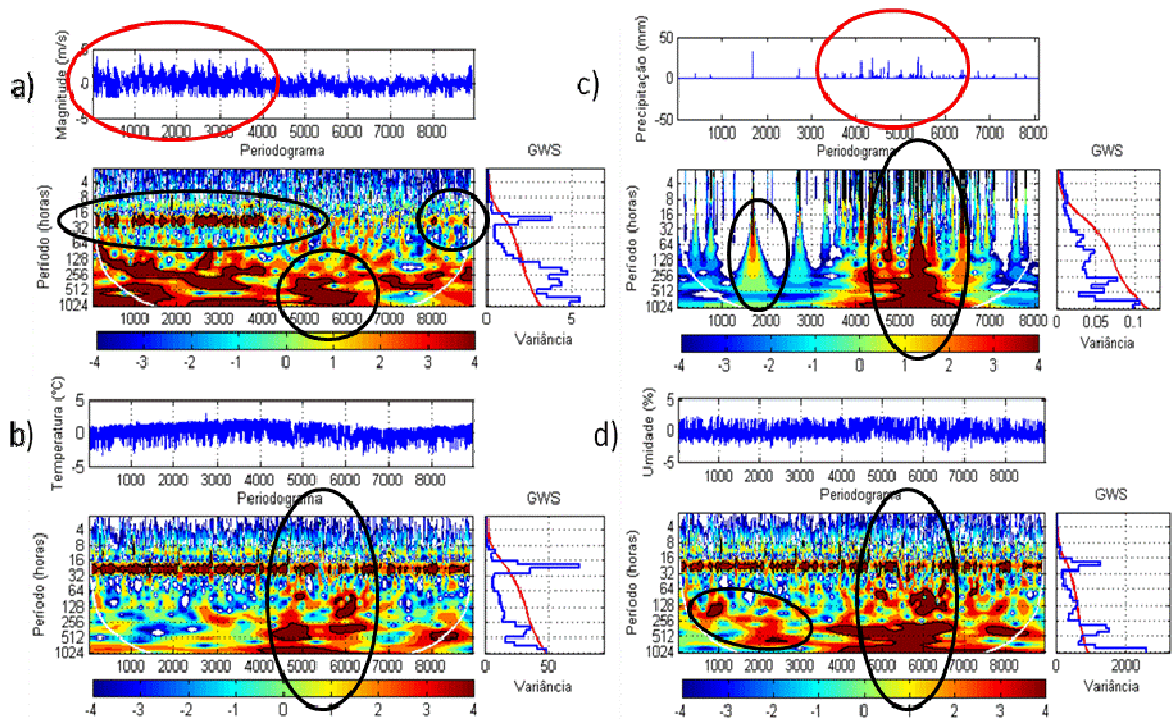 a)
Magnitude (m/s)
5
0
-5
1000 2000 3000 4000 5000 6000 7000 8000
Periodograma
GWS
Período (horas)
4
8
16
32
64
128
256
512
1024
1000 2000 3000 4000 5000 6000 7000 8000
0 5
Variância
-4 -3 -2 -1 0 1 2 3 4
c)
Precipitação (mm)
50
0
-50
1000 2000 3000 4000 5000 6000 7000 8000
Periodograma
GWS
Período (horas)
4
8
16
32
64
128
256
512
1024
1000 2000 3000 4000 5000 6000 7000 8000
0 0.05 0.1
Variância
-4 -3 -2 -1 0 1 2 3 4
b)
Temperatura (°C)
5
0
-5
1000 2000 3000 4000 5000 6000 7000 8000
Periodograma
GWS
Período (horas)
4
8
16
32
64
128
256
512
1024
1000 2000 3000 4000 5000 6000 7000 8000
0 50
Variância
-4 -3 -2 -1 0 1 2 3 4
d)
Umidade (%)
5
0
-5
1000 2000 3000 4000 5000 6000 7000 8000
Periodograma
GWS
Período (horas)
4
8
16
32
64
128
256
512
1024
1000 2000 3000 4000 5000 6000 7000 8000
0 2000
Variância
-4 -3 -2 -1 0 1 2 3 4